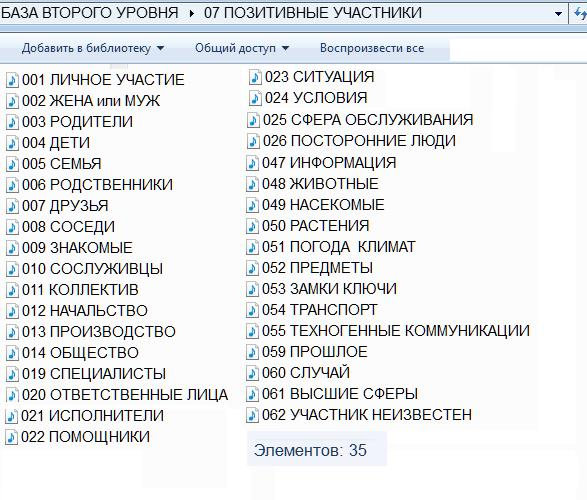 БАЗА ВТОРОГО УРОВНЯ ▸ 07 ПОЗИТИВНЫЕ УЧАСТНИКИ
Добавить в библиотеку Общий доступ Воспроизвести все
001 ЛИЧНОЕ УЧАСТИЕ
002 ЖЕНА или МУЖ
003 РОДИТЕЛИ
004 ДЕТИ
005 СЕМЬЯ
006 РОДСТВЕННИКИ
007 ДРУЗЬЯ
008 СОСЕДИ
009 ЗНАКОМЫЕ
010 СОСЛУЖИВЦЫ
011 КОЛЛЕКТИВ
012 НАЧАЛЬСТВО
013 ПРОИЗВОДСТВО
014 ОБЩЕСТВО
019 СПЕЦИАЛИСТЫ
020 ОТВЕТСТВЕННЫЕ ЛИЦА
021 ИСПОЛНИТЕЛИ
022 ПОМОЩНИКИ
023 СИТУАЦИЯ
024 УСЛОВИЯ
025 СФЕРА ОБСЛУЖИВАНИЯ
026 ПОСТОРОННИЕ ЛЮДИ
047 ИНФОРМАЦИЯ
048 ЖИВОТНЫЕ
049 НАСЕКОМЫЕ
050 РАСТЕНИЯ
051 ПОГОДА КЛИМАТ
052 ПРЕДМЕТЫ
053 ЗАМКИ КЛЮЧИ
054 ТРАНСПОРТ
055 ТЕХНОГЕННЫЕ КОММУНИКАЦИИ
059 ПРОШЛОЕ
060 СЛУЧАЙ
061 ВЫСШИЕ СФЕРЫ
062 УЧАСТНИК НЕИЗВЕСТЕН
Элементов: 35